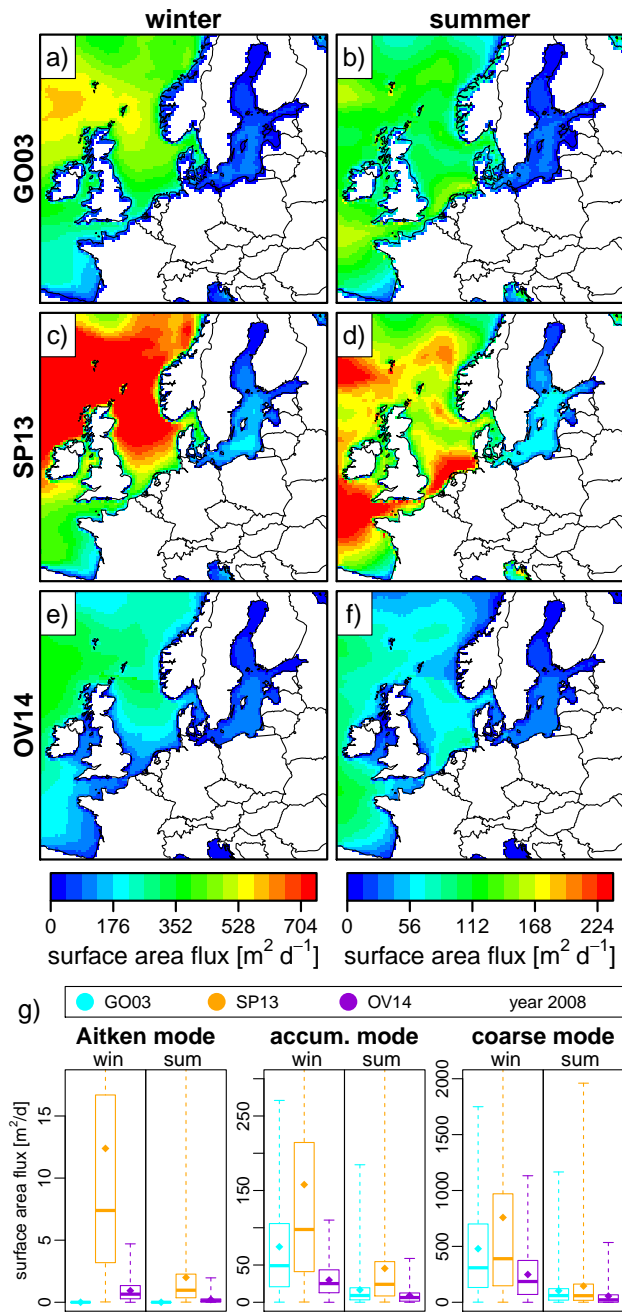 winter summer
a) b)
GO03
c) d)
SP13
e) f)
OV14
0 176 352 528 704 0 56 112 168 224
surface area flux [m² d⁻¹] surface area flux [m² d⁻¹]
g) GO03 SP13 OV14 year 2008
Aitken mode accum. mode coarse mode
win sum win sum win sum
surface area flux [m²/d]
0 5 10 15
0 50 150 250
0 500 1000 1500 2000